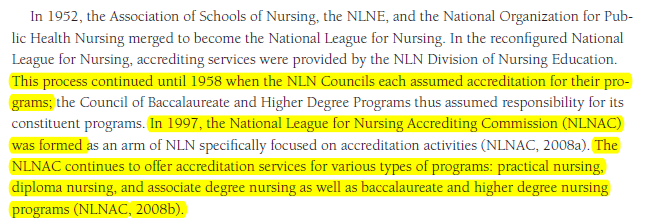 In 1952, the Association of Schools of Nursing, the NLNE, and the National Organization for Pub-
lic Health Nursing merged to become the National League for Nursing. In the reconfigured National
League for Nursing, accrediting services were provided by the NLN Division of Nursing Education.
This process continued until 1958 when the NLN Councils each assumed accreditation for their pro-
grams; the Council of Baccalaureate and Higher Degree Programs thus assumed responsibility for its
constituent programs. In 1997, the National League for Nursing Accrediting Commission (NLNAC)
was formed as an arm of NLN specifically focused on accreditation activities (NLNAC, 2008a). The
NLNAC continues to offer accreditation services for various types of programs: practical nursing,
diploma nursing, and associate degree nursing as well as baccalaureate and higher degree nursing
programs (NLNAC, 2008b).